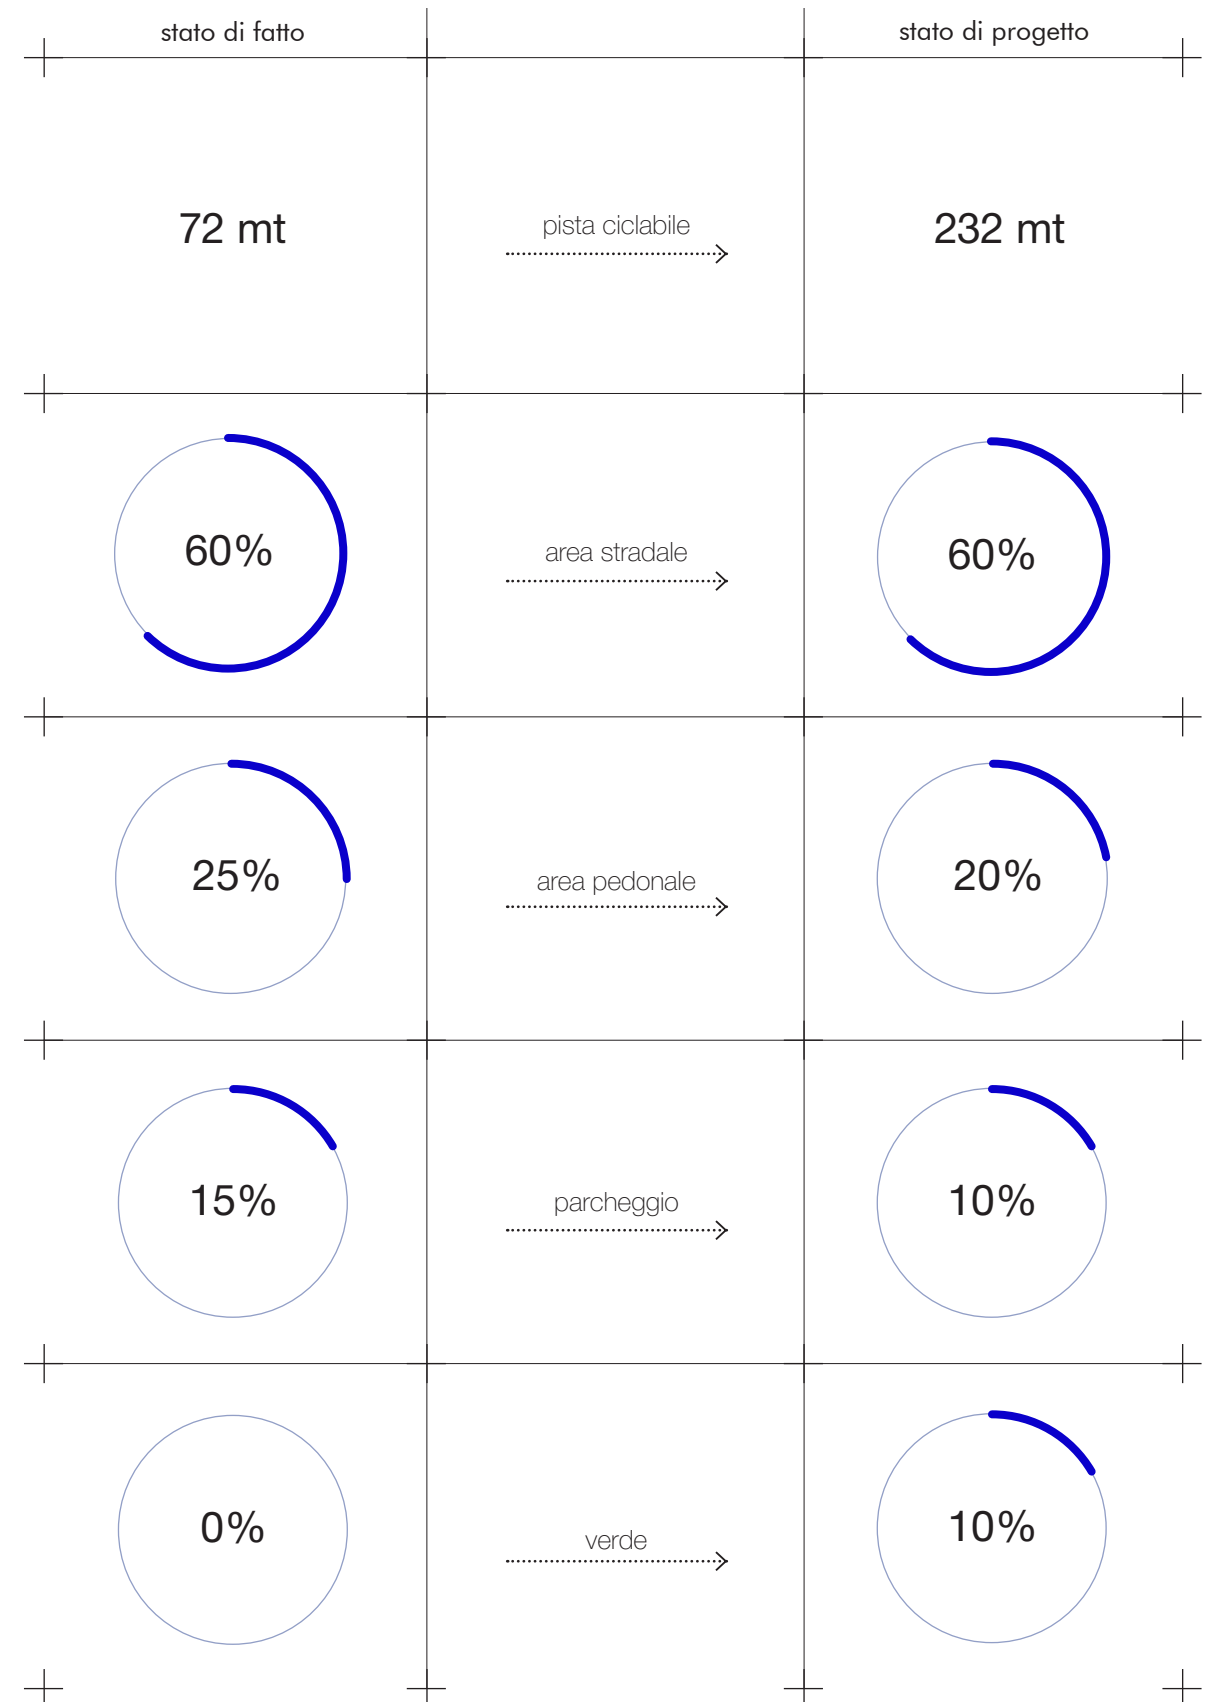 stato di fatto
stato di progetto
72 mt
pista ciclabile
232 mt
60%
area stradale
60%
25%
area pedonale
20%
15%
parcheggio
10%
0%
verde
10%